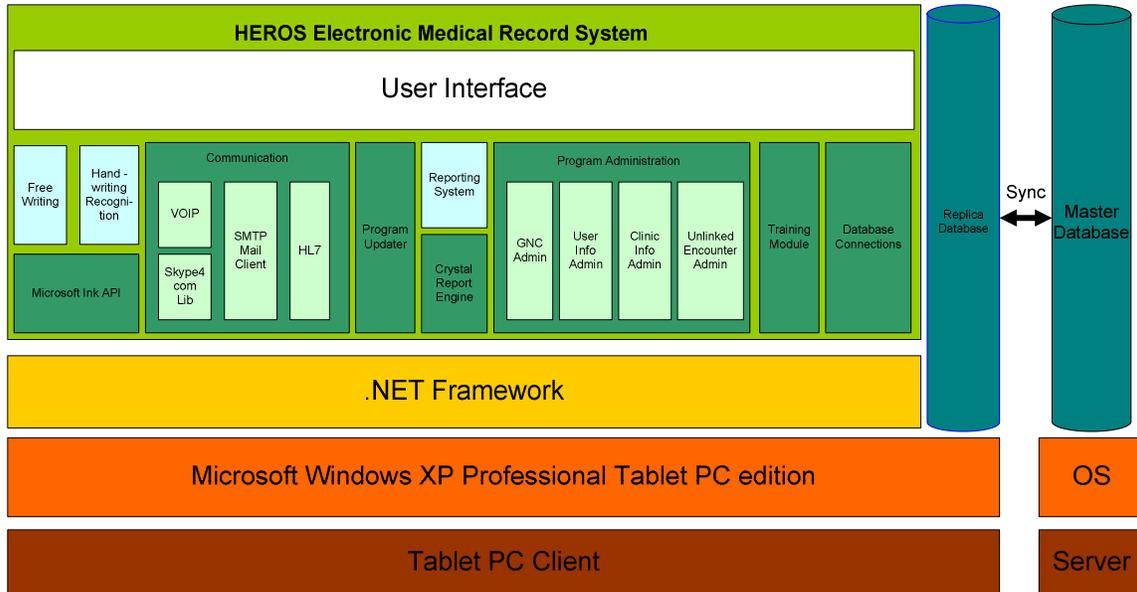 HEROS Electronic Medical Record System
User Interface
Free
Writing
Hand -
writing
Recogni-
tion
Microsoft Ink API
Communication
VOIP
Skype4
com
Lib
SMTP
Mail
Client
HL7
Program
Updater
Reporting
System
Crystal
Report
Engine
Program Administration
GNC
Admin
User
Info
Admin
Clinic
Info
Admin
Unlinked
Encounter
Admin
Training
Module
Database
Connections
Replica
Database
Sync
Master
Database
.NET Framework
Microsoft Windows XP Professional Tablet PC edition
OS
Tablet PC Client
Server